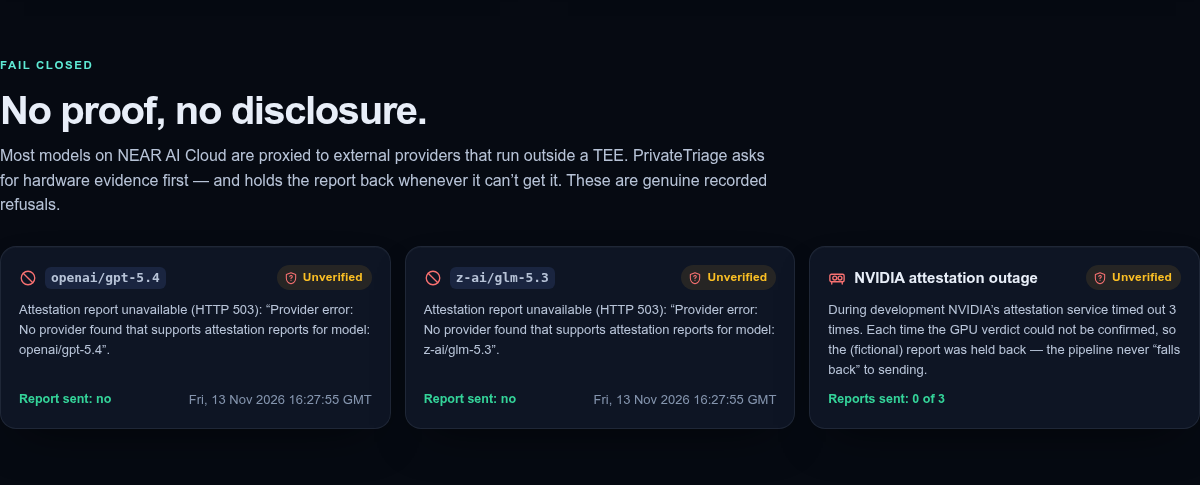 FAIL CLOSED
No proof, no disclosure.
Most models on NEAR AI Cloud are proxied to external providers that run outside a TEE. PrivateTriage asks
for hardware evidence first — and holds the report back whenever it can’t get it. These are genuine recorded
refusals.
openai/gpt-5.4
Unverified
Attestation report unavailable (HTTP 503): “Provider error:
No provider found that supports attestation reports for model:
openai/gpt-5.4”.
Report sent: no
Fri, 13 Nov 2026 16:27:55 GMT
z-ai/glm-5.3
Unverified
Attestation report unavailable (HTTP 503): “Provider error:
No provider found that supports attestation reports for model:
z-ai/glm-5.3”.
Report sent: no
Fri, 13 Nov 2026 16:27:55 GMT
NVIDIA attestation outage
Unverified
During development NVIDIA’s attestation service timed out 3
times. Each time the GPU verdict could not be confirmed, so
the (fictional) report was held back — the pipeline never “falls
back” to sending.
Reports sent: 0 of 3